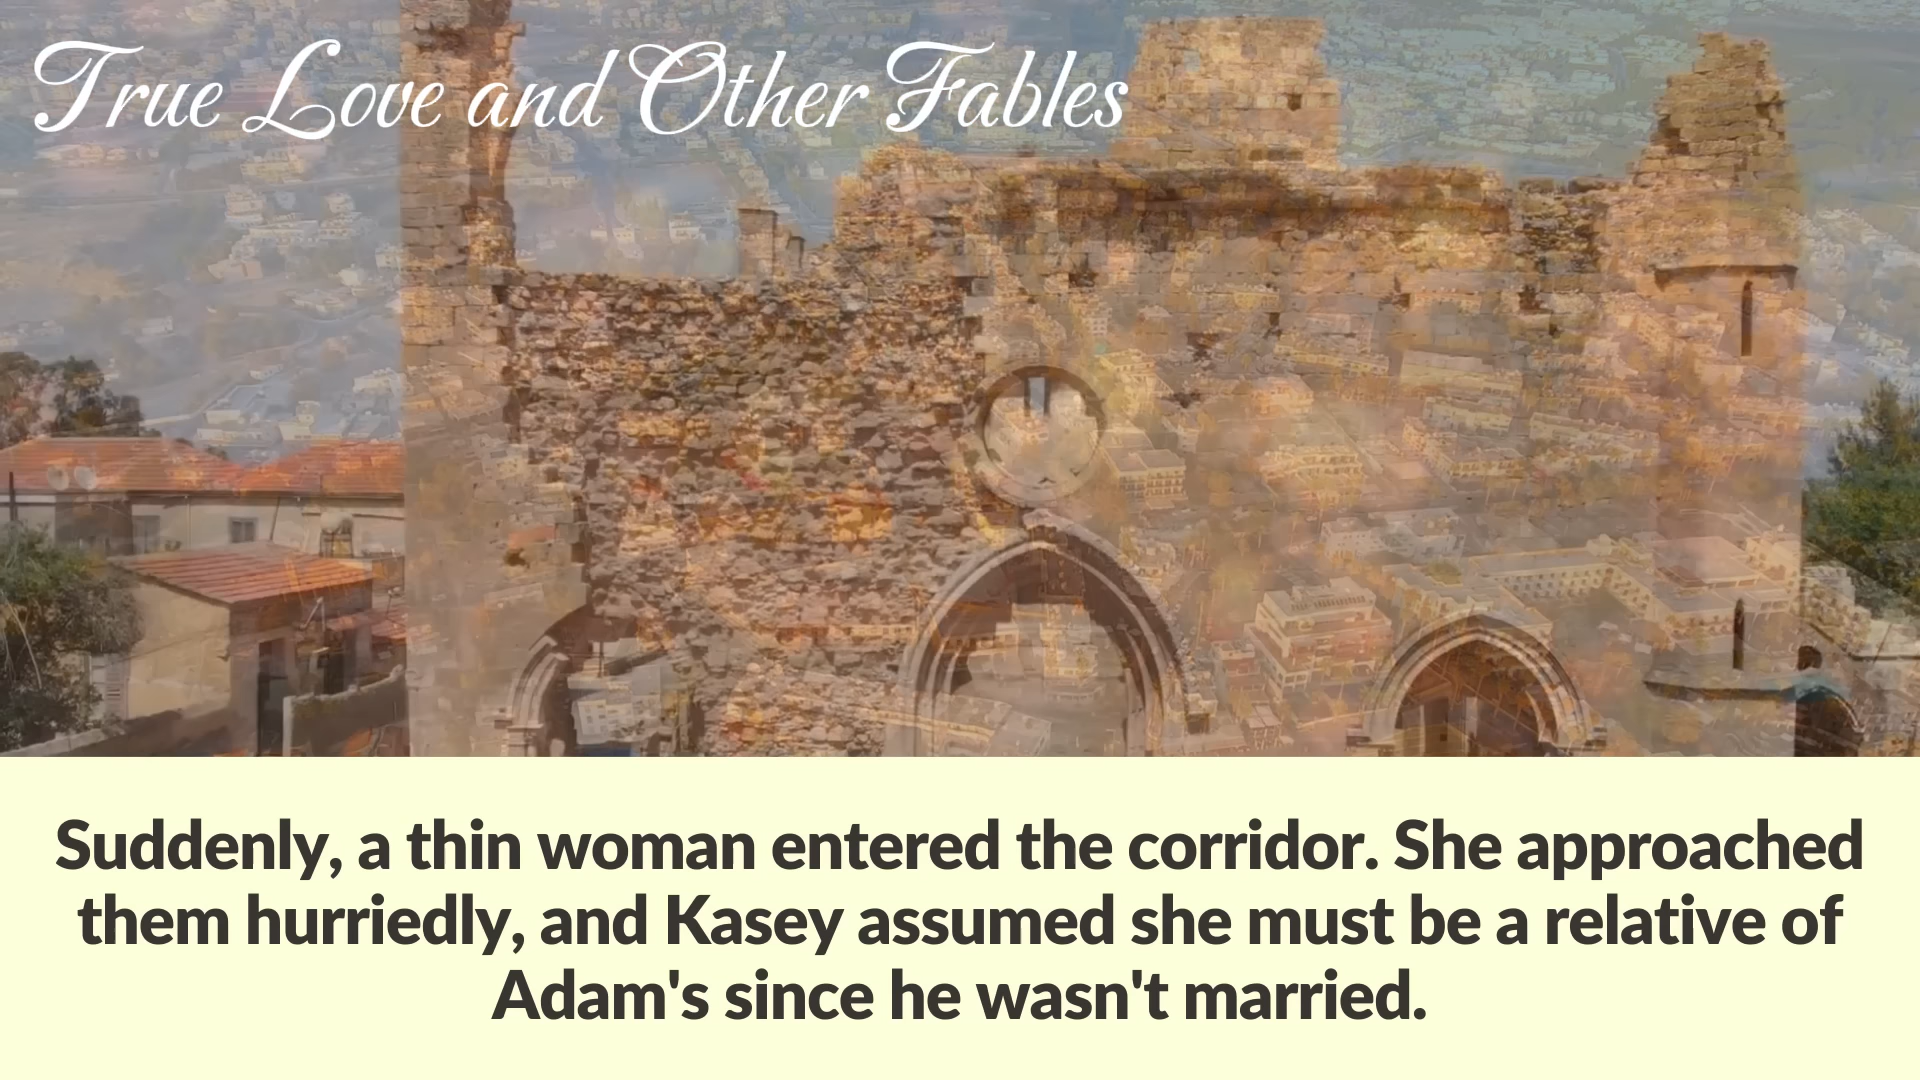 True Love and Other Fables
Suddenly, a thin woman entered the corridor. She approached
them hurriedly, and Kasey assumed she must be a relative of
Adam's since he wasn't married.